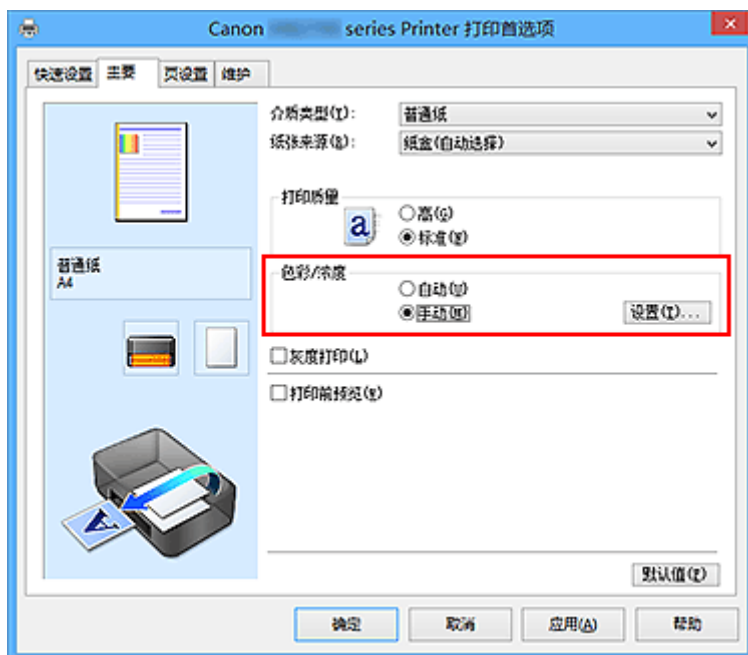 Canon series Printer 打印首选项
快速设置 主要 页设置 维护
介质类型(T): 普通纸
纸张来源(R): 纸盒(自动选择)
打印质量
a
高(G)
标准(Y)
色彩/浓度
自动(U)
手动(M)
设置(I)...
普通纸
A4
灰度打印(L)
打印前预览(E)
A
默认值(F)
确定 取消 应用(A) 帮助